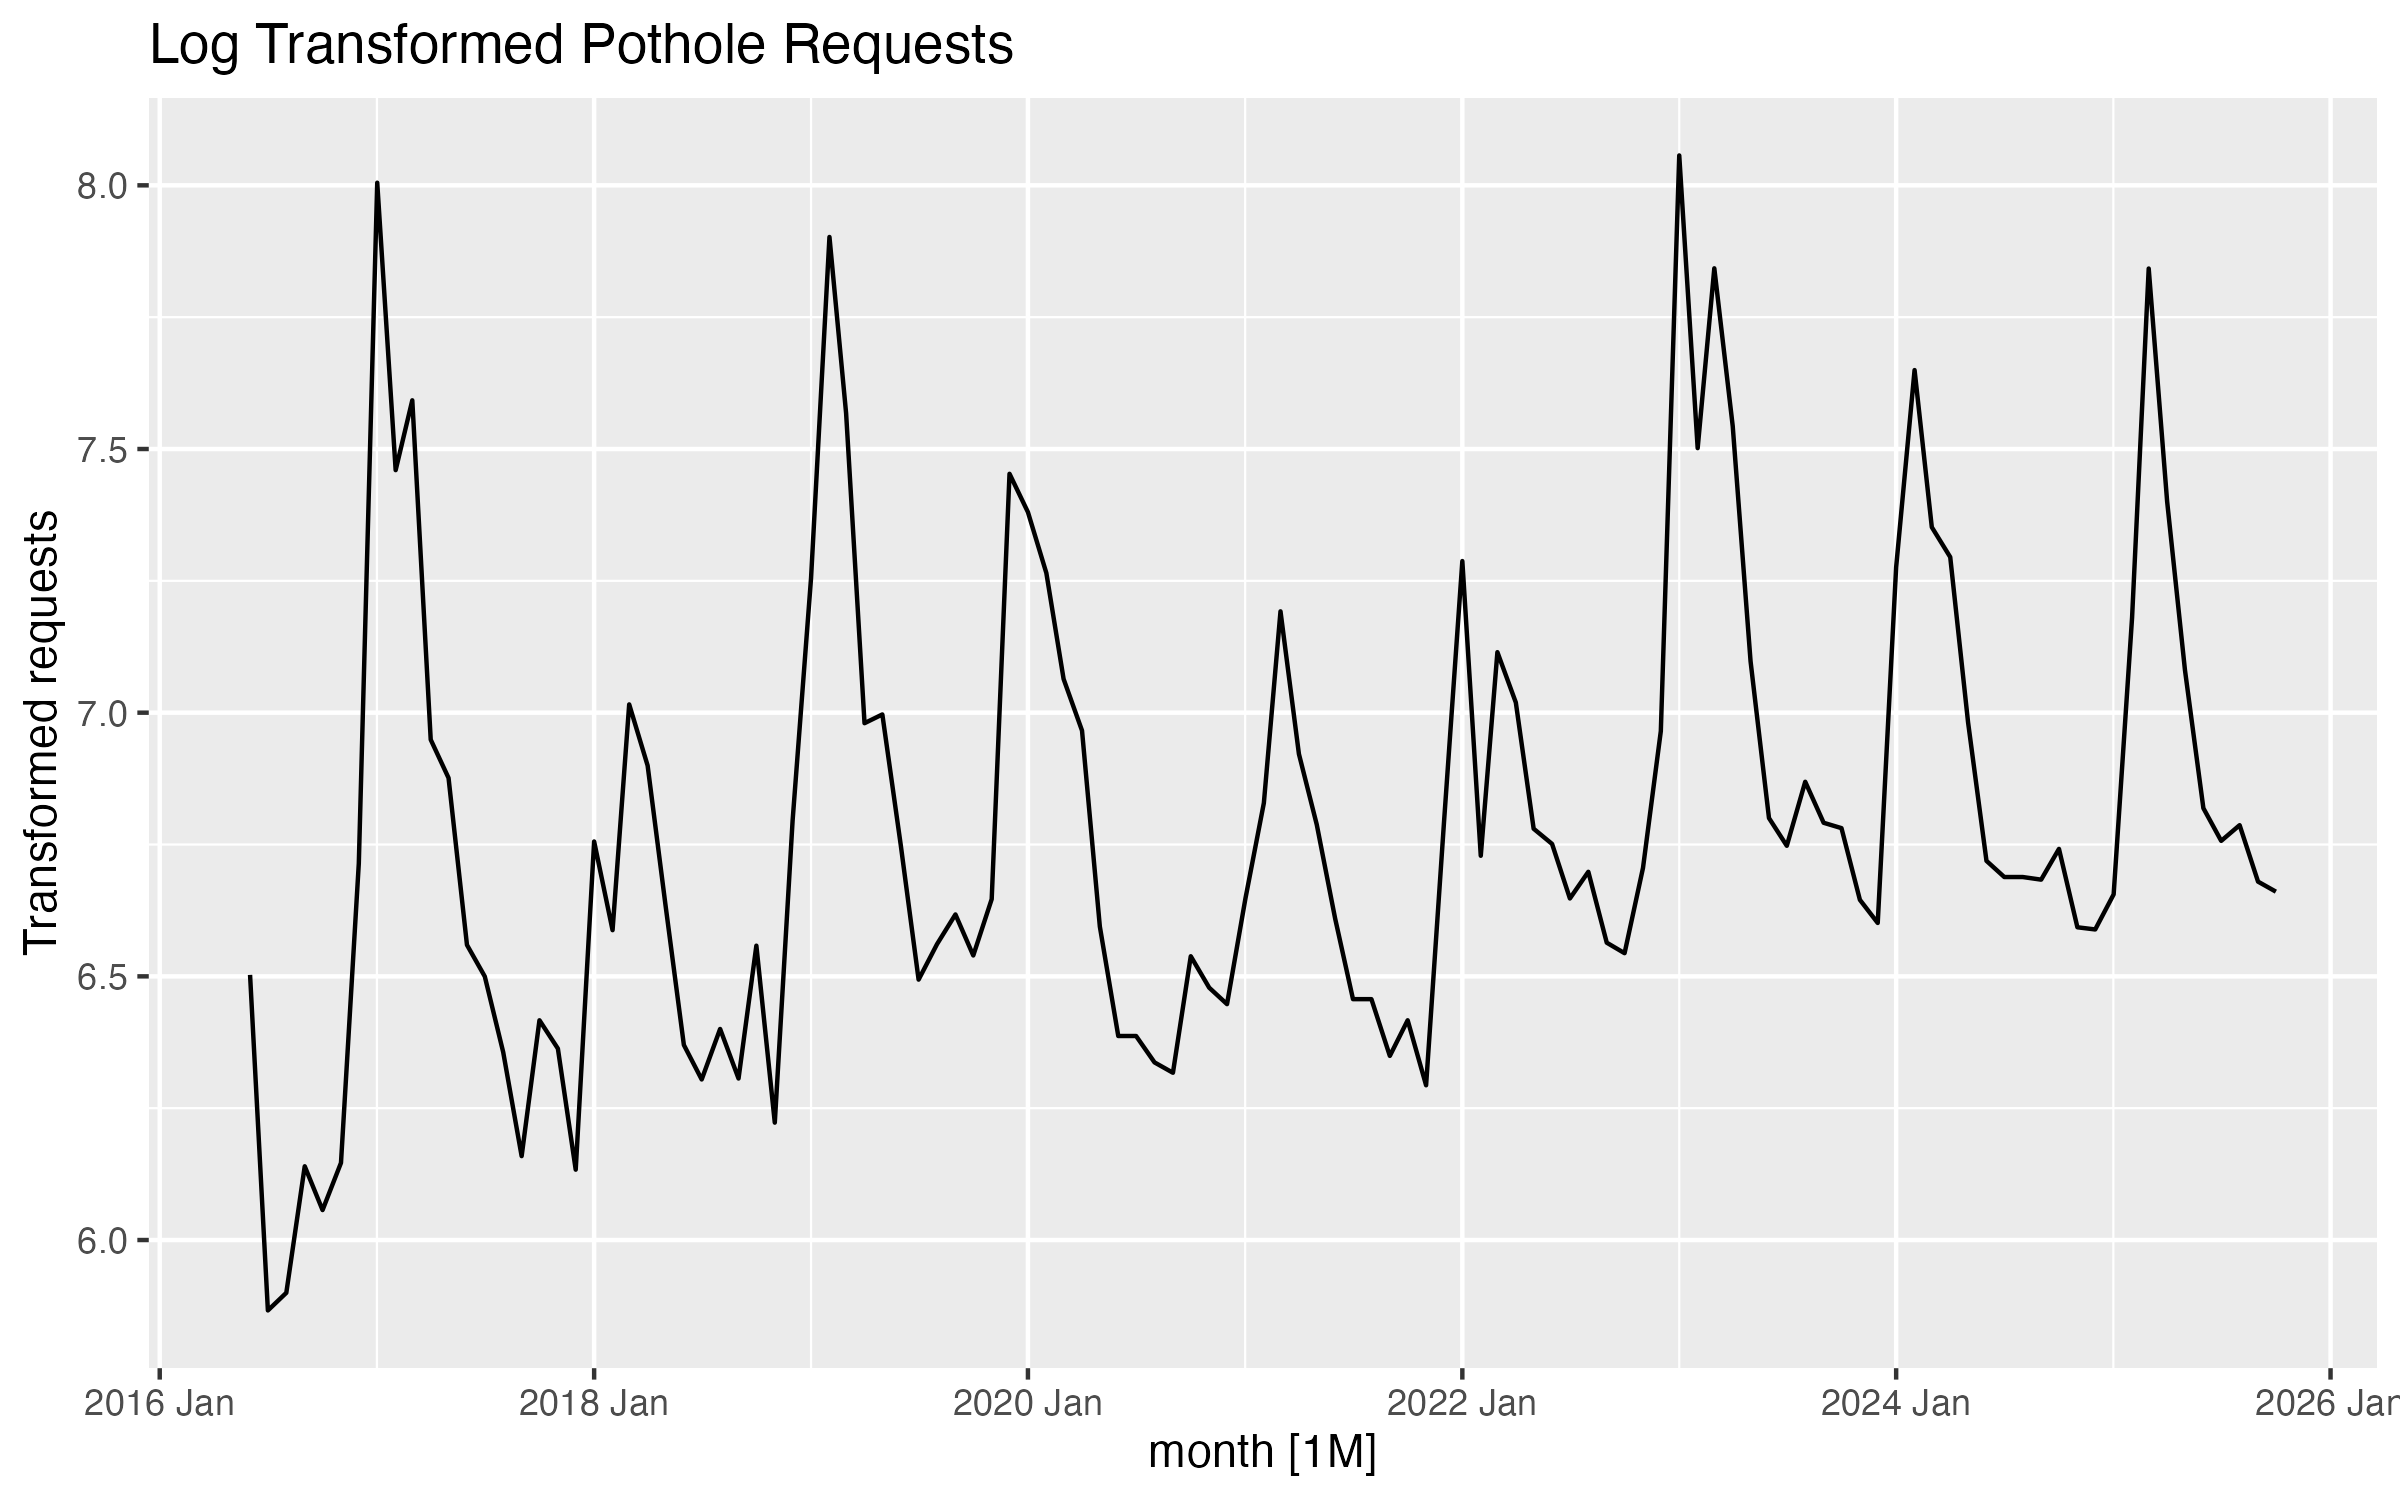 Log Transformed Pothole Requests
Transformed requests
8.0
7.5
7.0
6.5
6.0
2016 Jan 2018 Jan 2020 Jan 2022 Jan 2024 Jan 2026 Jan
month [1M]